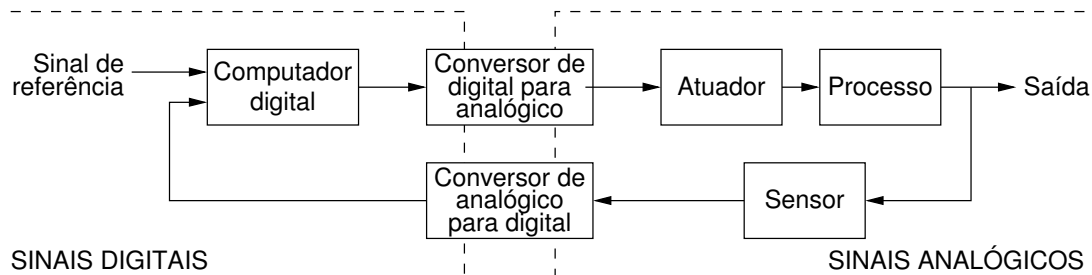 Sinal de
referência
Computador
digital
Conversor de
digital para
analógico
Atuador
Processo
Saída
Conversor de
analógico
para digital
Sensor
SINAIS DIGITAIS
SINAIS ANALÓGICOS